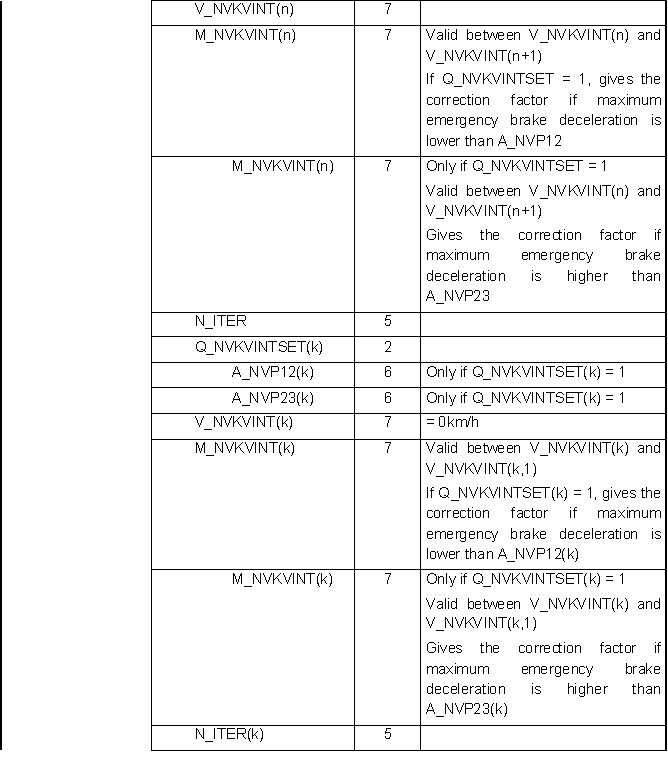 V_NVKVINT(n) 7
M_NVKVINT(n) 7 Valid between V_NVKVINT(n) and
V_NVKVINT(n+1)
If Q_NVKVINTSET = 1, gives the
correction factor if maximum
emergency brake deceleration is
lower than A_NVP12
M_NVKVINT(n) 7 Only if Q_NVKVINTSET = 1
Valid between V_NVKVINT(n) and
V_NVKVINT(n+1)
Gives the correction factor if
maximum emergency brake
deceleration is higher than
A_NVP23
N_ITER 5
Q_NVKVINTSET(k) 2
A_NVP12(k) 6 Only if Q_NVKVINTSET(k) = 1
A_NVP23(k) 6 Only if Q_NVKVINTSET(k) = 1
V_NVKVINT(k) 7 = 0km/h
M_NVKVINT(k) 7 Valid between V_NVKVINT(k) and
V_NVKVINT(k,1)
If Q_NVKVINTSET(k) = 1, gives the
correction factor if maximum
emergency brake deceleration is
lower than A_NVP12(k)
M_NVKVINT(k) 7 Only if Q_NVKVINTSET(k) = 1
Valid between V_NVKVINT(k) and
V_NVKVINT(k,1)
Gives the correction factor if
maximum emergency brake
deceleration is higher than
A_NVP23(k)
N_ITER(k) 5